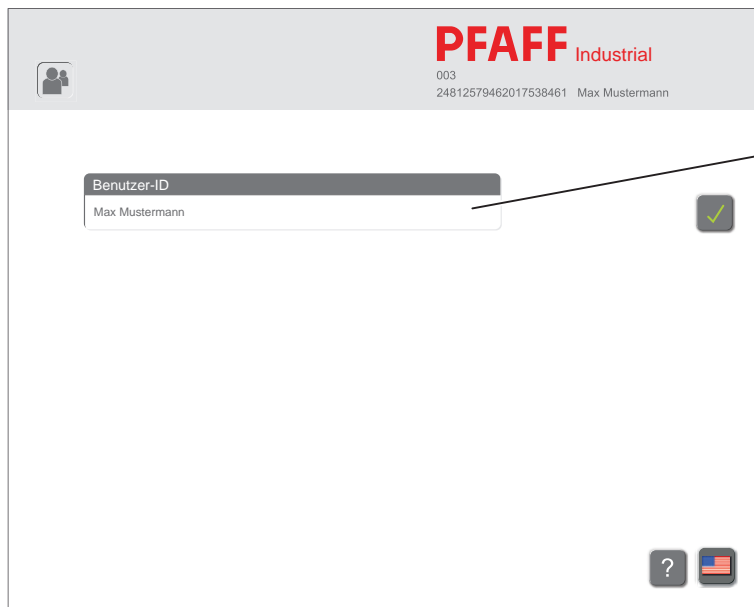 PFAFF Industrial
003
24812579462017538461 Max Mustermann
Benutzer-ID
Max Mustermann
?